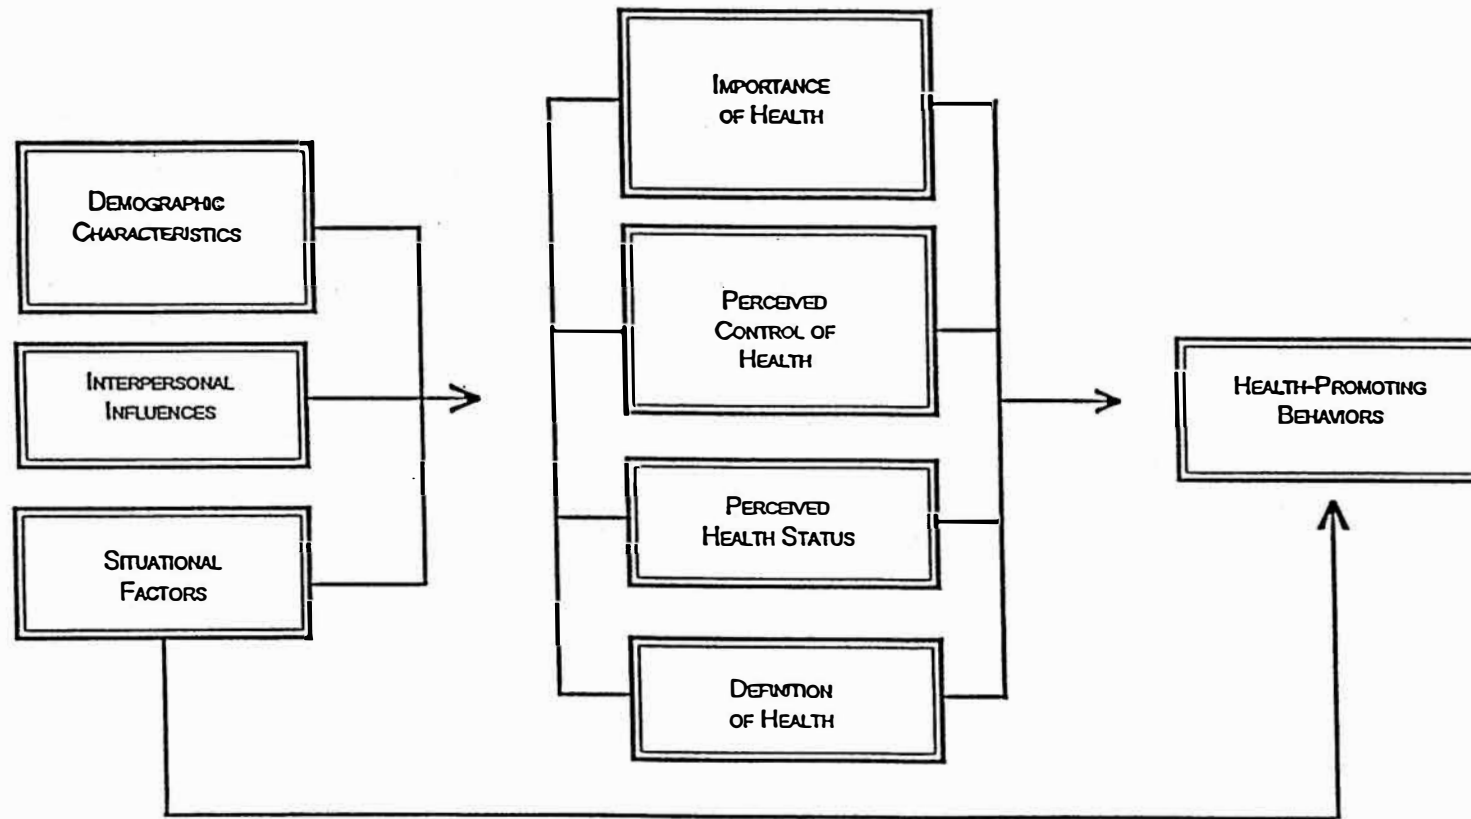 DEMOGRAPHIC
CHARACTERISTICS
INTERPERSONAL
INFLUENCES
SITUATIONAL
FACTORS
IMPORTANCE
OF HEALTH
PERCEIVED
CONTROL OF
HEALTH
PERCEIVED
HEALTH STATUS
DEFINITION
OF HEALTH
HEALTH-PROMOTING
BEHAVIORS